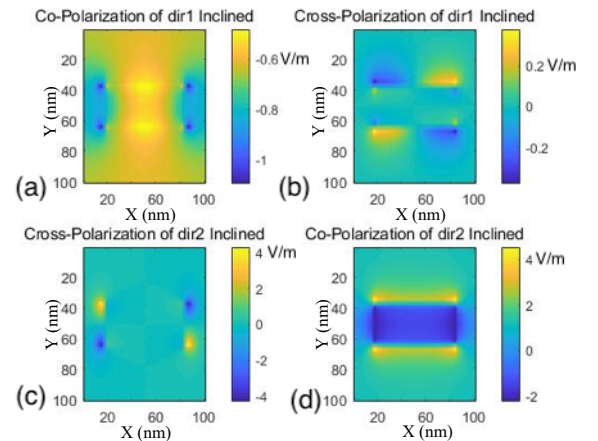 Co-Polarization of dir1 Inclined
Y (nm)
20
40
60
80
100
20 60 100
X (nm)
-0.6
-0.8
-1
V/m
(a)
Cross-Polarization of dir1 Inclined
Y (nm)
20
40
60
80
100
20 60 100
X (nm)
0.2
0
-0.2
V/m
(b)
Cross-Polarization of dir2 Inclined
Y (nm)
20
40
60
80
100
20 60 100
X (nm)
4
2
0
-2
-4
V/m
(c)
Co-Polarization of dir2 Inclined
Y (nm)
20
40
60
80
100
20 60 100
X (nm)
4
2
0
-2
V/m
(d)